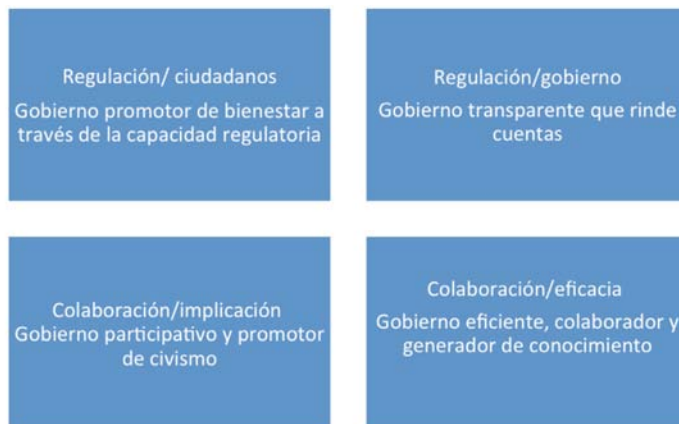 Regulación/ ciudadanos
Gobierno promotor de bienestar a
través de la capacidad regulatoria
Regulación/gobierno
Gobierno transparente que rinde
cuentas
Colaboración/implicación
Gobierno participativo y promotor
de civismo
Colaboración/eficacia
Gobierno eficiente, colaborador y
generador de conocimiento